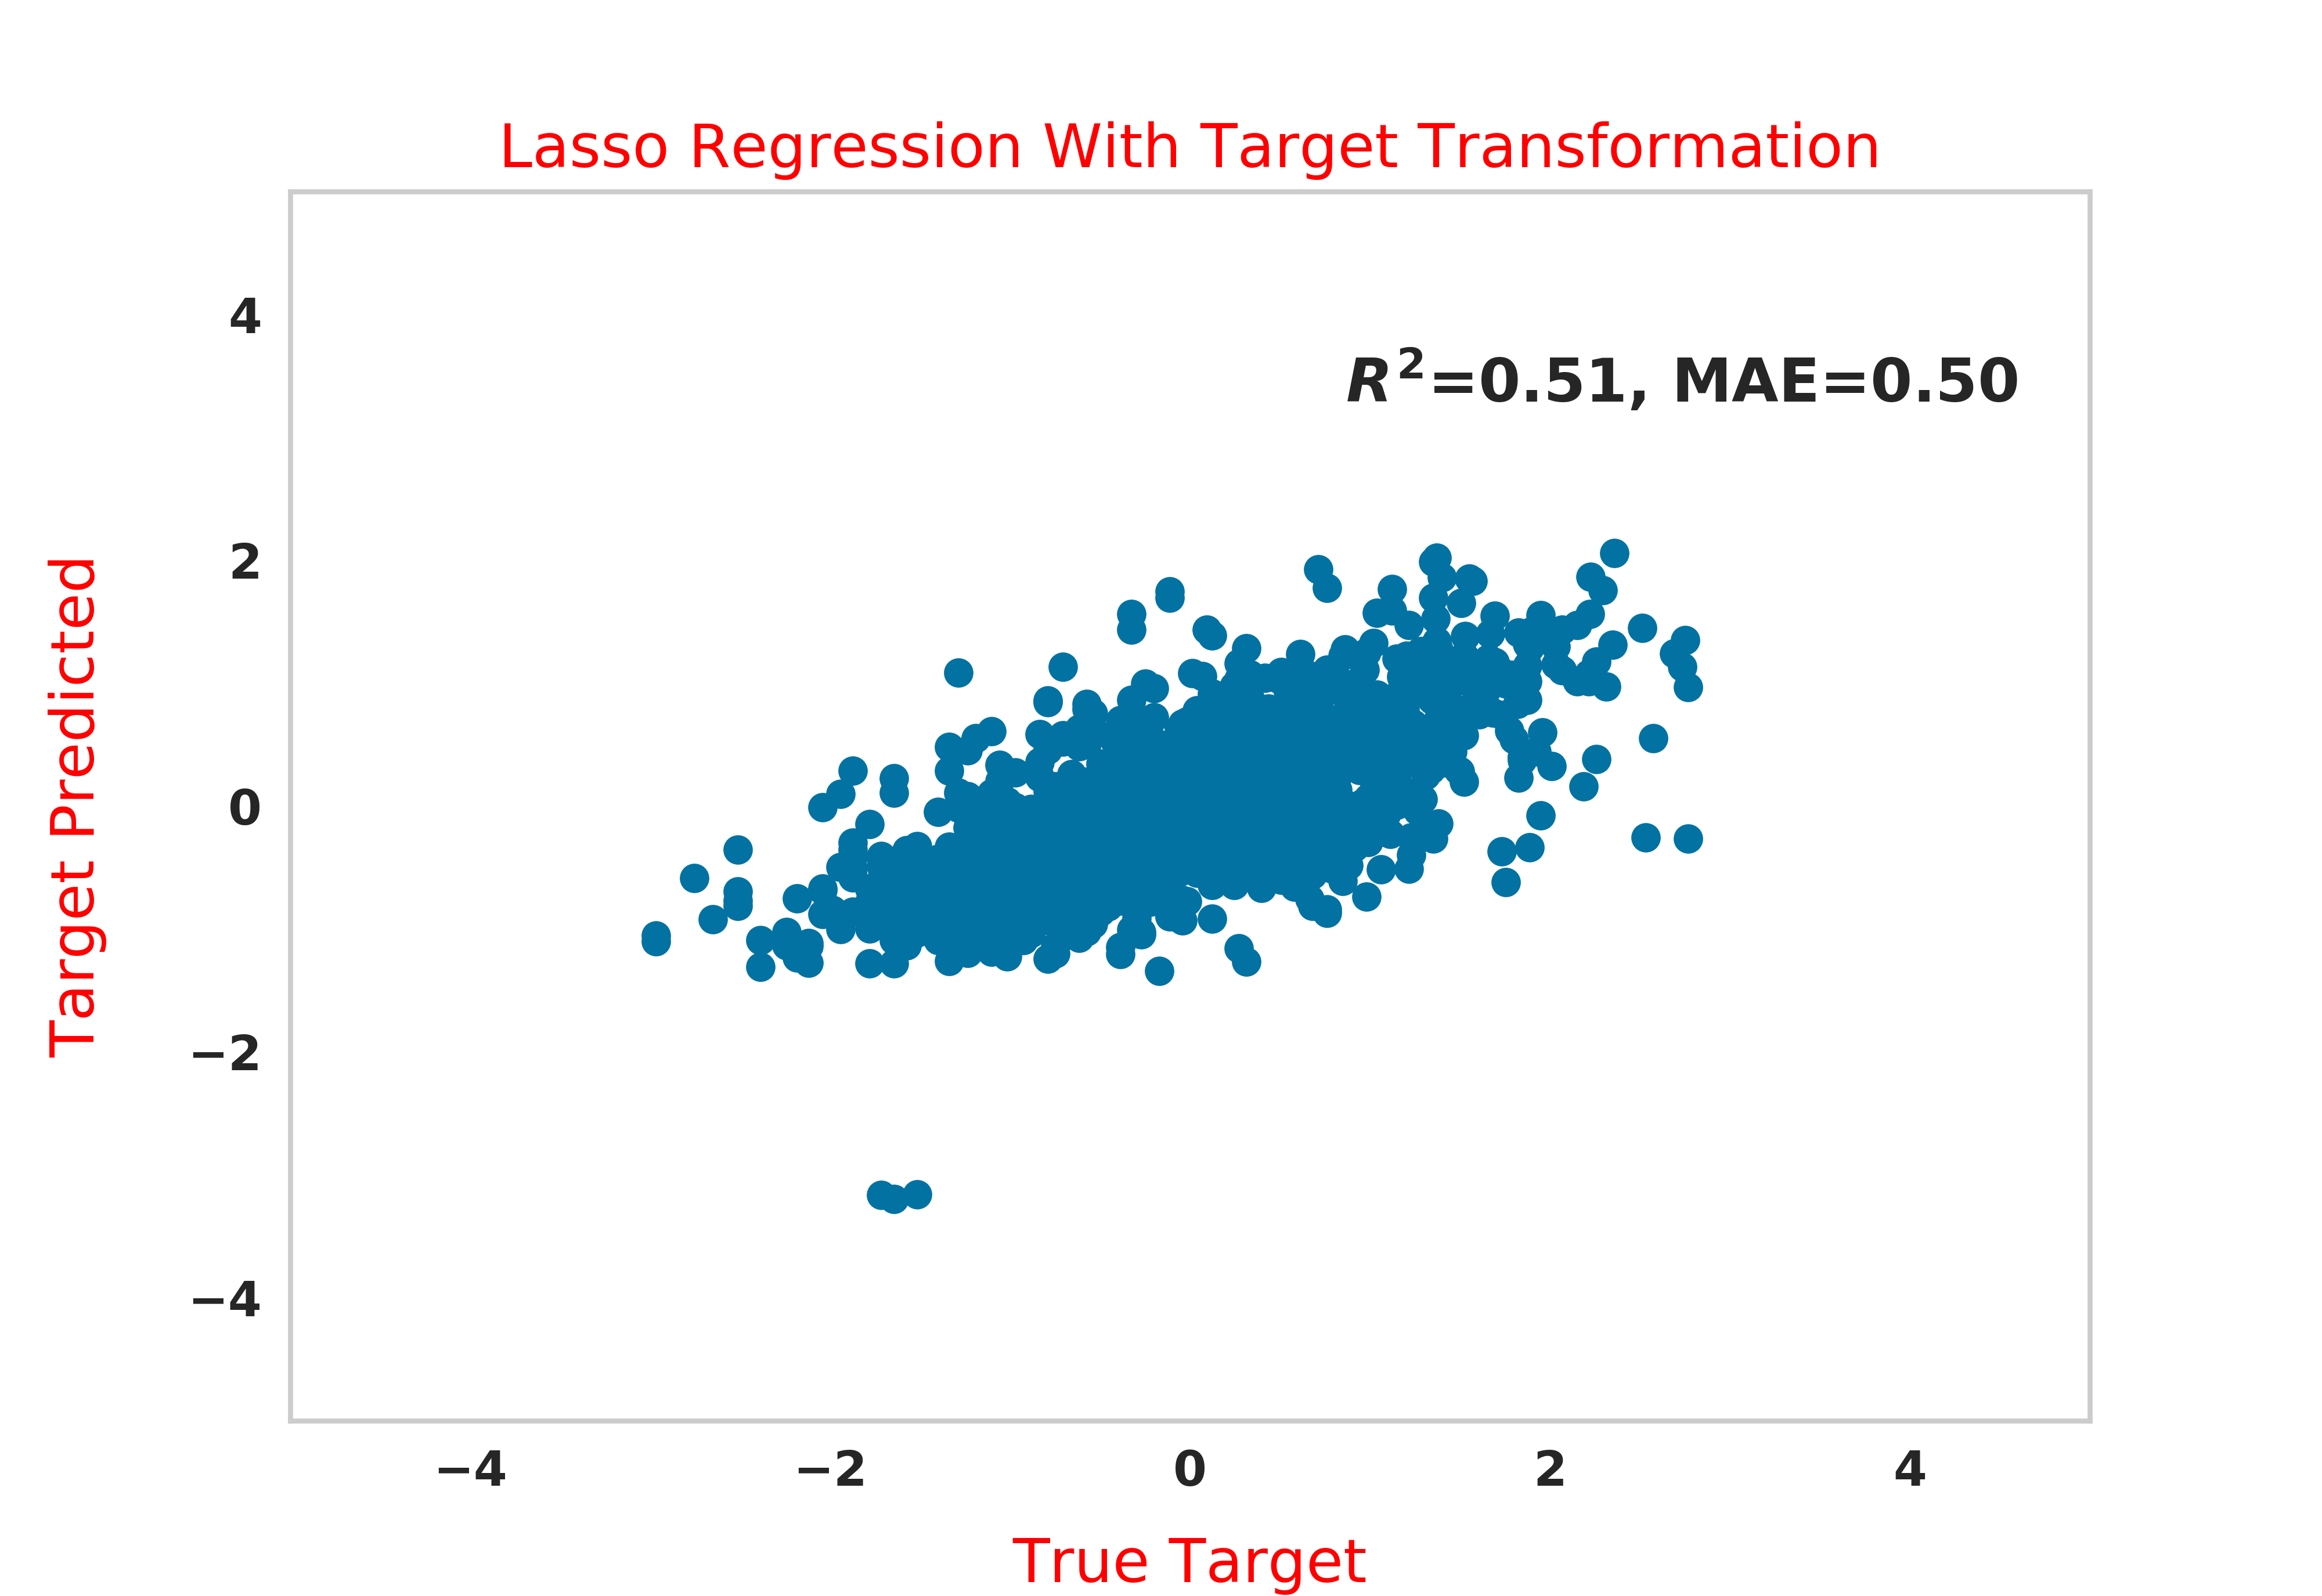 Lasso Regression With Target Transformation
4
R²=0.51, MAE=0.50
2
0
−2
−4
Target Predicted
−4 −2 0 2 4
True Target